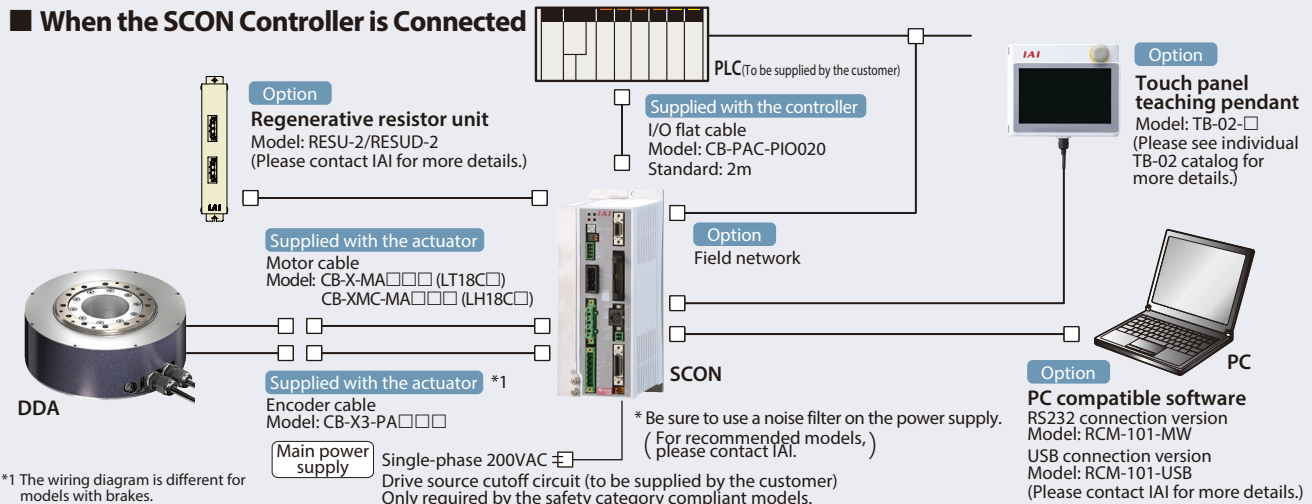 ■ When the SCON Controller is Connected
PLC(To be supplied by the customer)
IAI
Option
Touch panel
teaching pendant
Model: TB-02-□
(Please see individual
TB-02 catalog for
more details.)
Option
Regenerative resistor unit
Model: RESU-2/RESUD-2
(Please contact IAI for more details.)
IAI
Supplied with the controller
I/O flat cable
Model: CB-PAC-PIO020
Standard: 2m
IAI
Option
Field network
Supplied with the actuator
Motor cable
Model: CB-X-MA□□□ (LT18C□)
CB-XMC-MA□□□ (LH18C□)
DDA
SCON
PC
Supplied with the actuator *1
Encoder cable
Model: CB-X3-PA□□□
* Be sure to use a noise filter on the power supply.
( For recommended models,
please contact IAI. )
Option
PC compatible software
RS232 connection version
Model: RCM-101-MW
USB connection version
Model: RCM-101-USB
(Please contact IAI for more details.)
Main power
supply
Single-phase 200VAC
Drive source cutoff circuit (to be supplied by the customer)
Only required by the safety category compliant models.
*1 The wiring diagram is different for
models with brakes.